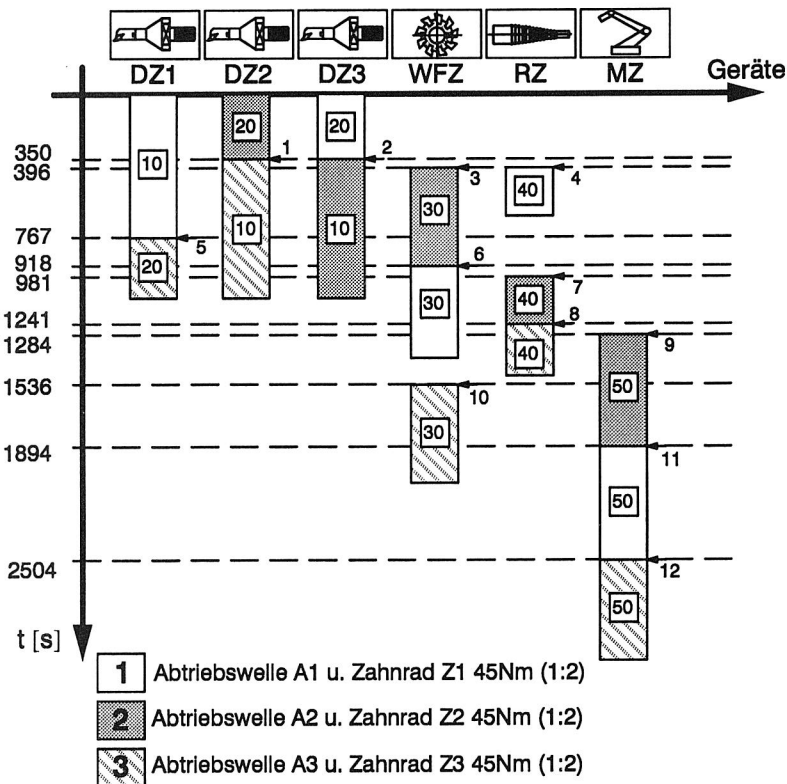 DZ1 DZ2 DZ3 WFZ RZ MZ Geräte
20 20 1 2
350
396 10 3 4
40
30
10 10
767 5
918 20 6
981 7
40
30
1241 8
1284 40 9
1536 10
50
30
1894 11
50
2504 12
50
t [s]
1 Abtriebswelle A1 u. Zahnrad Z1 45Nm (1:2)
2 Abtriebswelle A2 u. Zahnrad Z2 45Nm (1:2)
3 Abtriebswelle A3 u. Zahnrad Z3 45Nm (1:2)